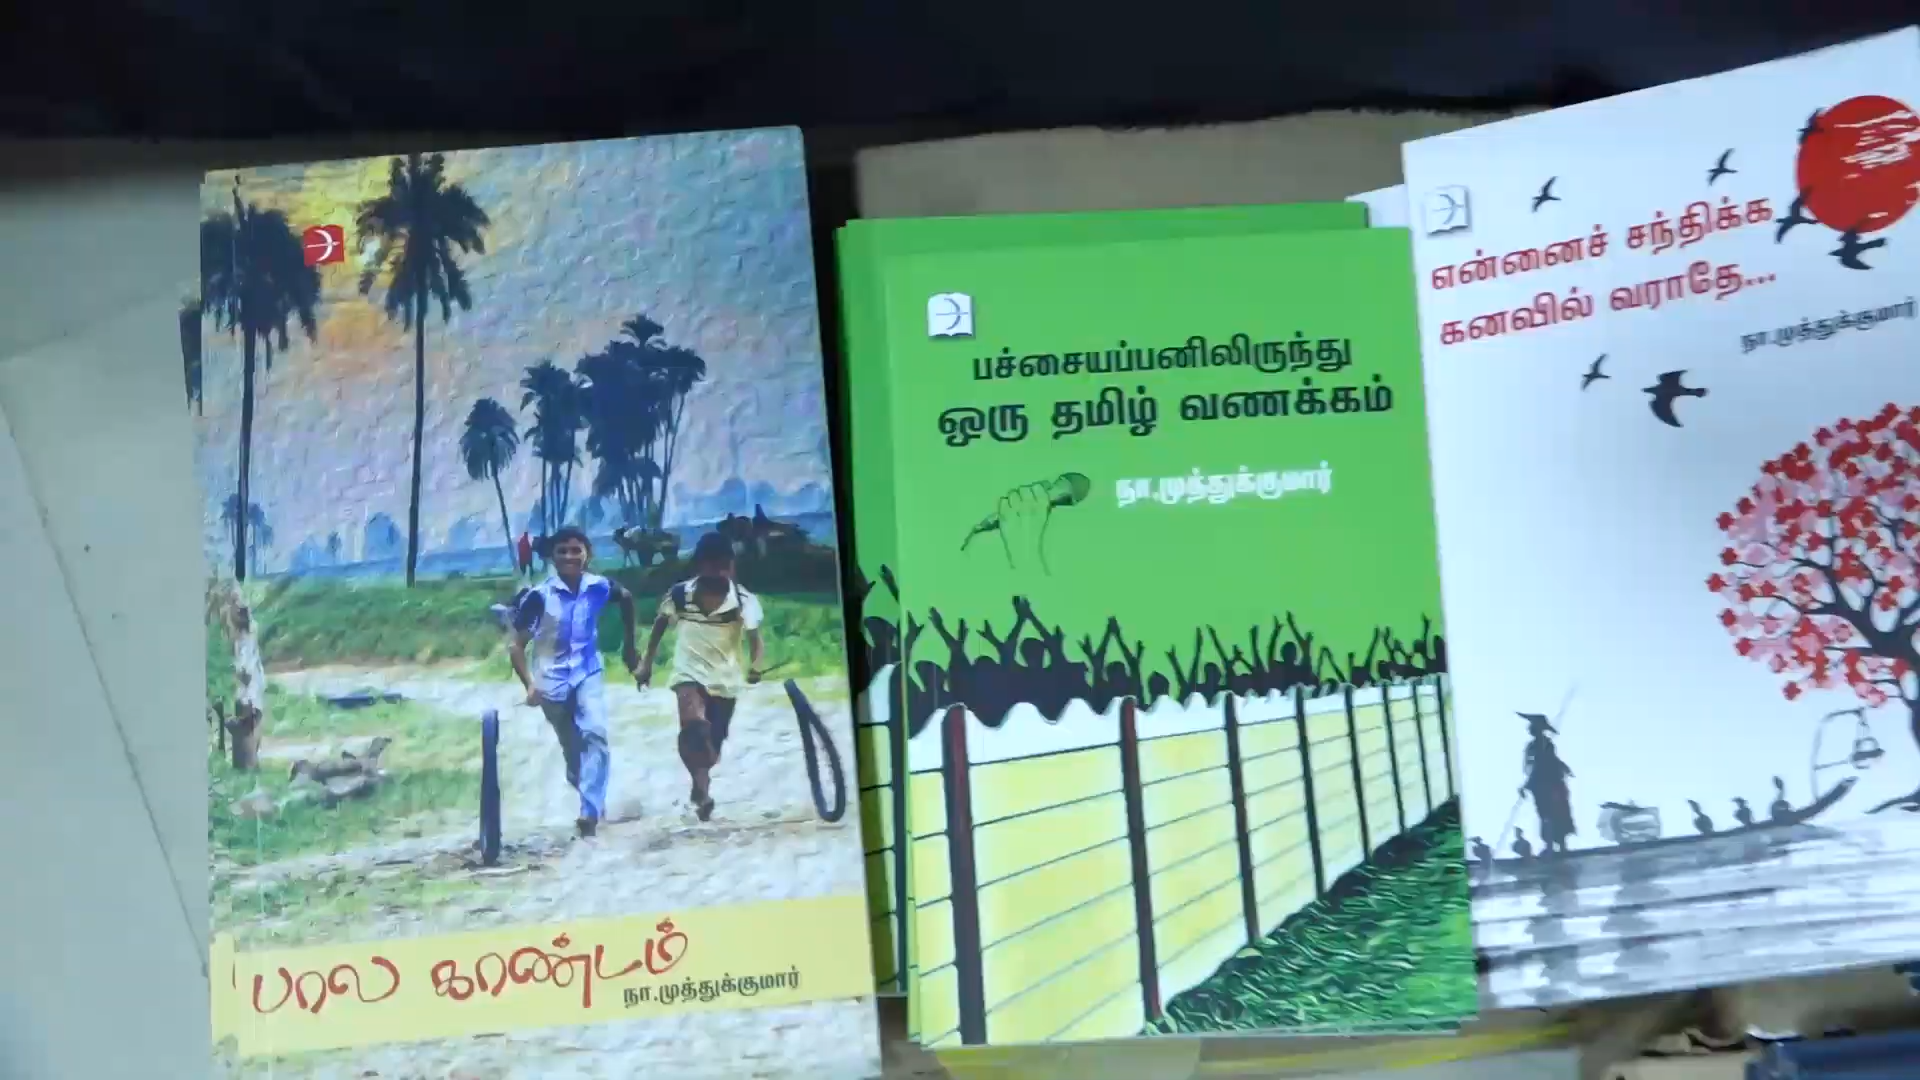 பால காண்டம்
நா.முத்துக்குமார்
பச்சையப்பனிலிருந்து
ஒரு தமிழ் வணக்கம்
நா.முத்துக்குமார்
என்னைச் சந்திக்க
கனவில் வராதே...
நா.முத்துக்குமார்